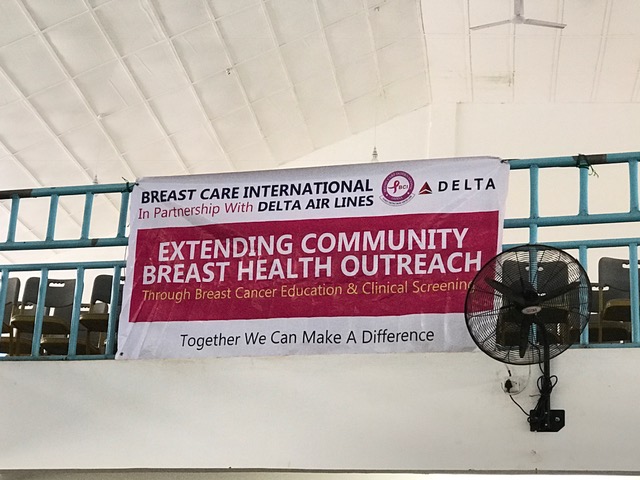 BREAST CARE INTERNATIONAL
In Partnership With DELTA AIR LINES
BCI
DELTA
EXTENDING COMMUNITY
BREAST HEALTH OUTREACH
Through Breast Cancer Education & Clinical Screening
Together We Can Make A Difference